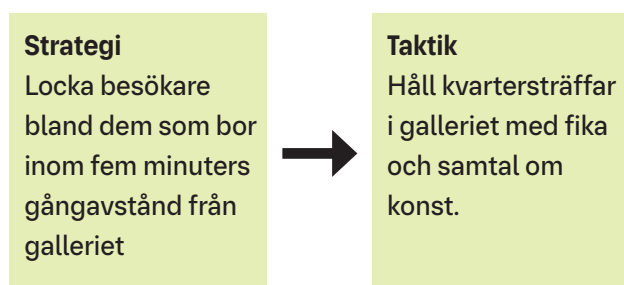 Strategi
Locka besökare
bland dem som bor
inom fem minuters
gångavstånd från
galleriet
Taktik
Håll kvartersträffar
i galleriet med fika
och samtal om
konst.